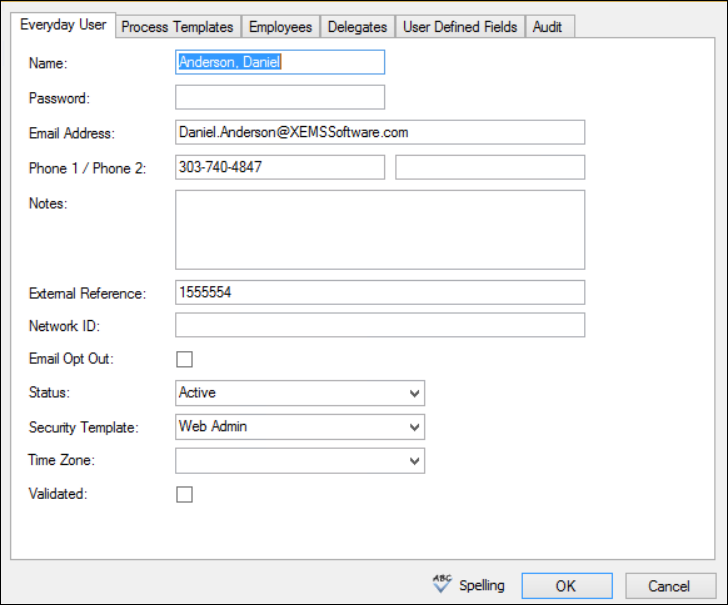 Everyday User Process Templates Employees Delegates User Defined Fields Audit
Name: Anderson, Daniel
Password:
Email Address: Daniel.Anderson@XEMSSoftware.com
Phone 1 / Phone 2: 303-740-4847
Notes:
External Reference: 1555554
Network ID:
Email Opt Out:
Status: Active
Security Template: Web Admin
Time Zone:
Validated:
ABC Spelling OK Cancel